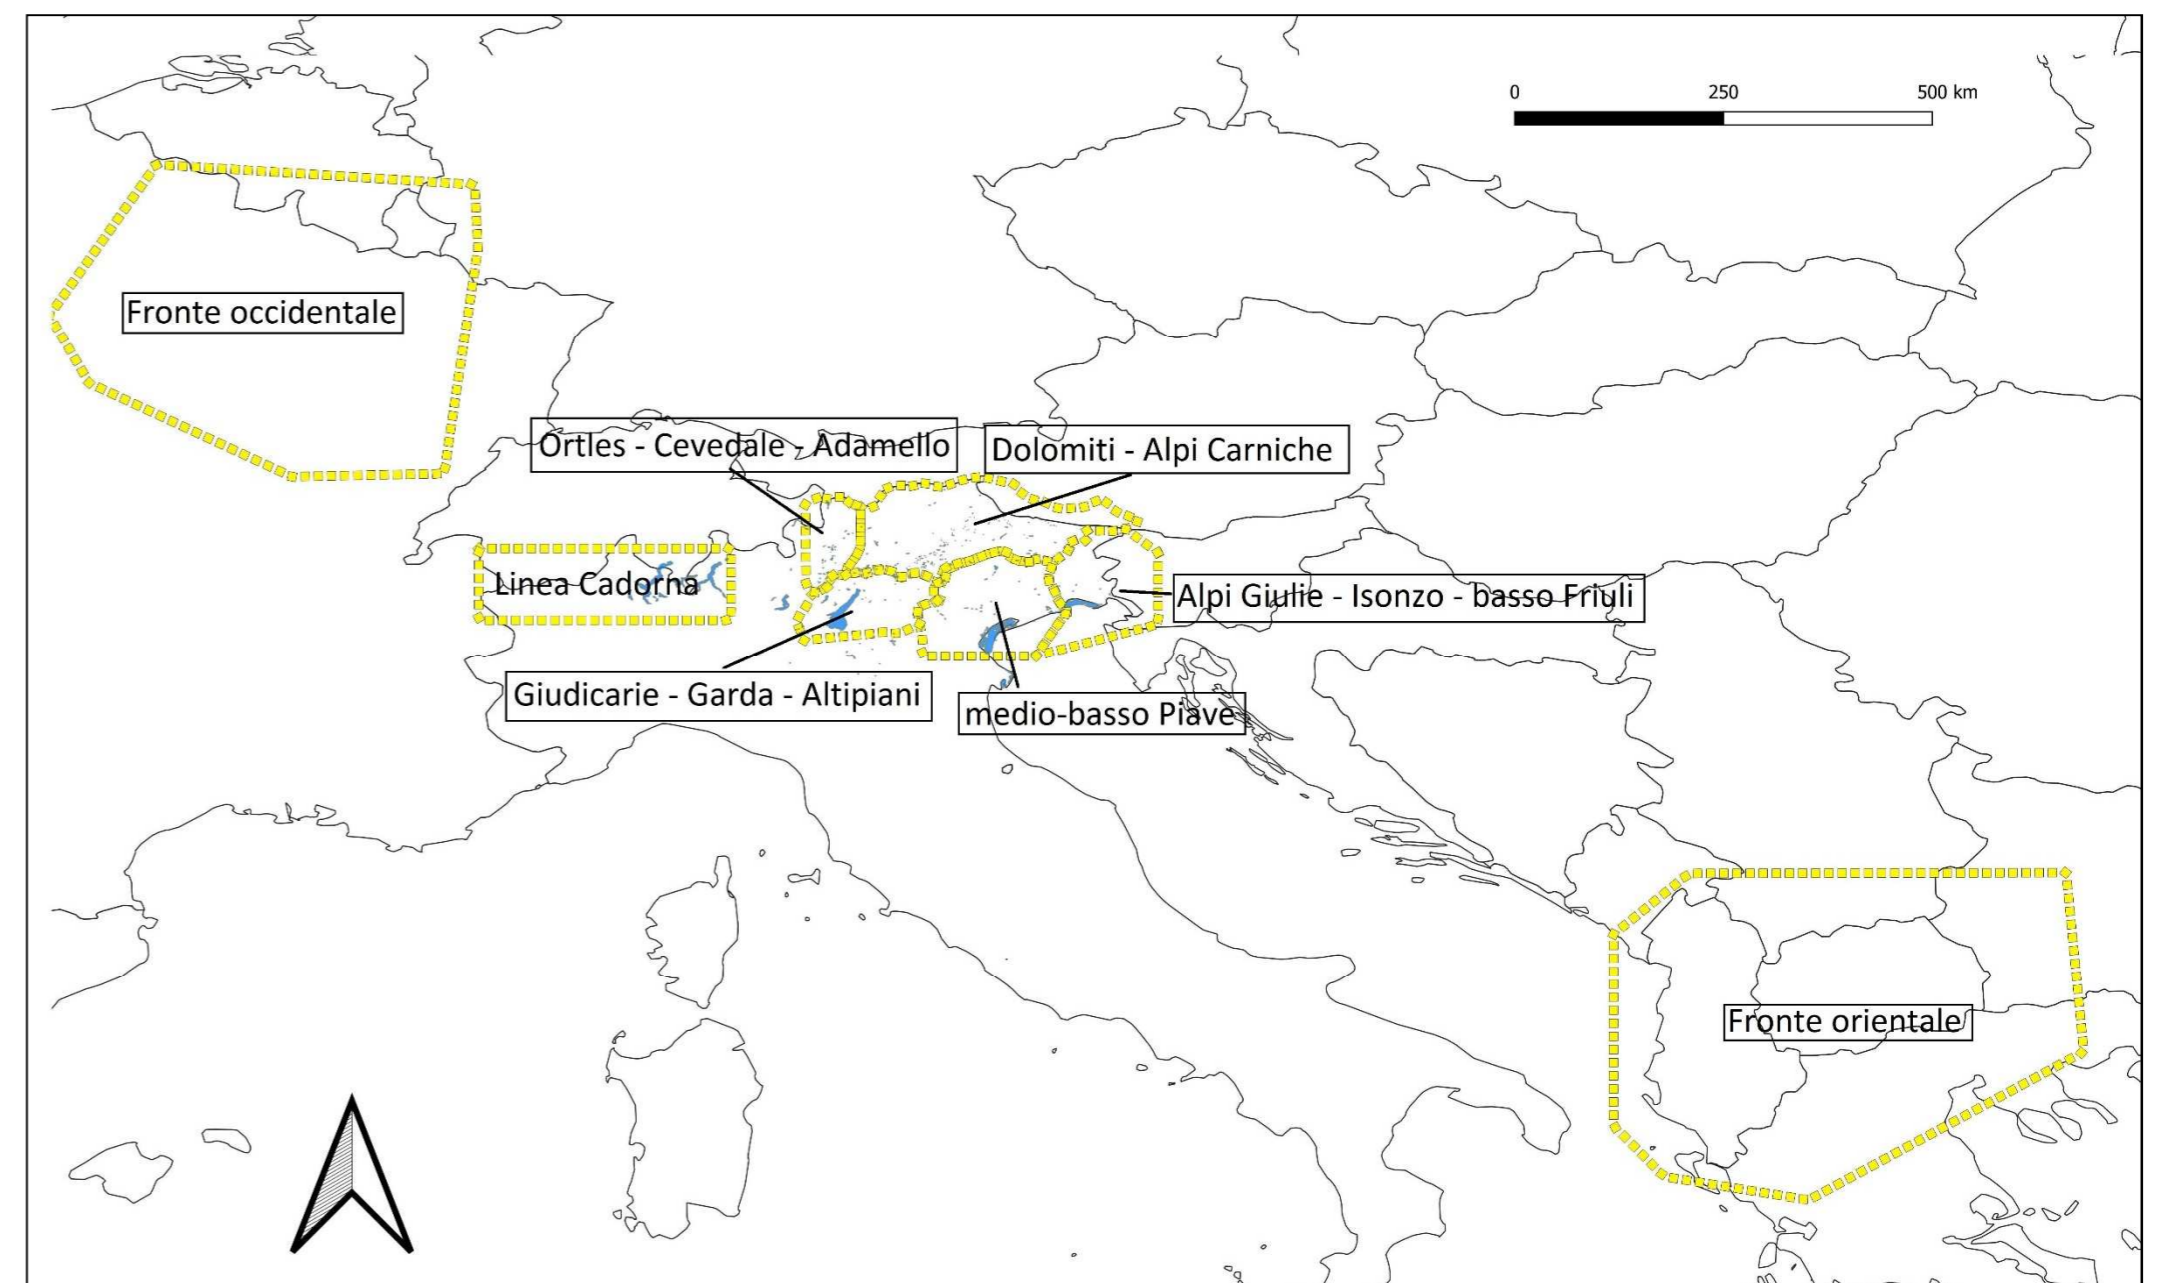 0 250 500 km
Fronte occidentale
Ortles - Cevedale - Adamello
Dolomiti - Alpi Carniche
Linea Cadorna
Alpi Giulie - Isonzo - basso Friuli
Giudicarie - Garda - Altipiani
medio-basso Piave
Fronte orientale